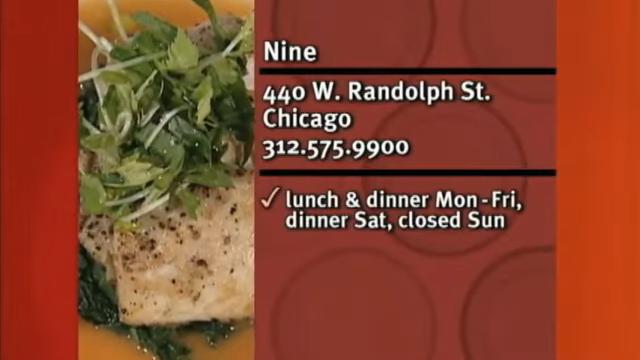 Nine
440 W. Randolph St.
Chicago
312.575.9900
✓ lunch & dinner Mon-Fri,
dinner Sat, closed Sun